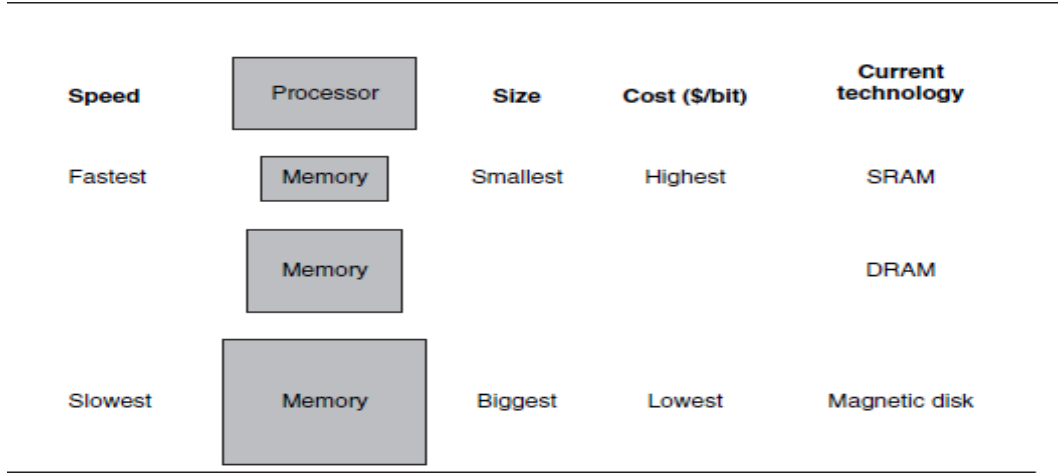 Speed Processor Size Cost ($/bit) Current technology
Fastest Memory Smallest Highest SRAM
Memory DRAM
Slowest Memory Biggest Lowest Magnetic disk